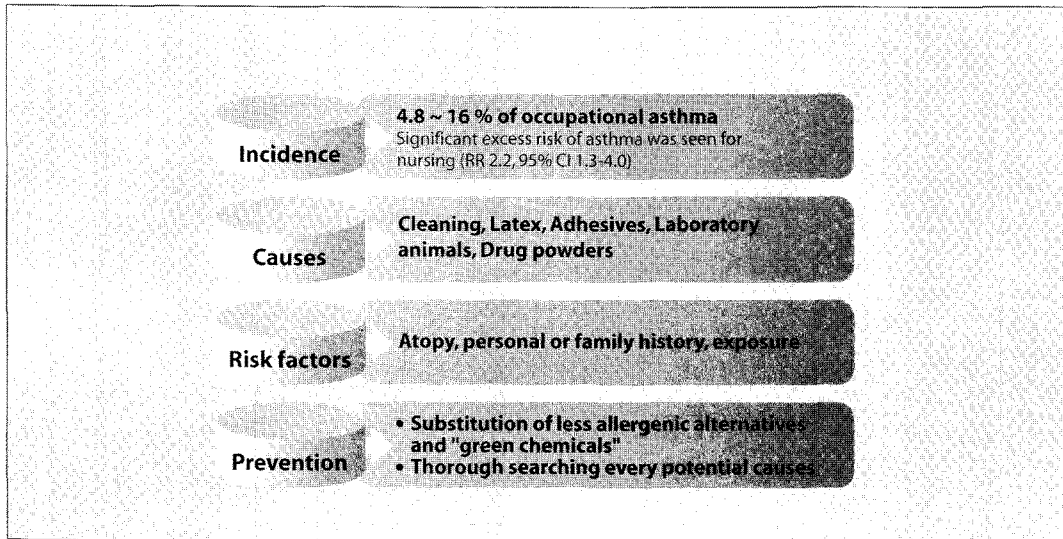 Incidence
4.8 ~ 16 % of occupational asthma
Significant excess risk of asthma was seen for
nursing (RR 2.2, 95% CI 1.3-4.0)
Causes
Cleaning, Latex, Adhesives, Laboratory
animals, Drug powders
Risk factors
Atopy, personal or family history, exposure
Prevention
• Substitution of less allergenic alternatives
and "green chemicals"
• Thorough searching every potential causes